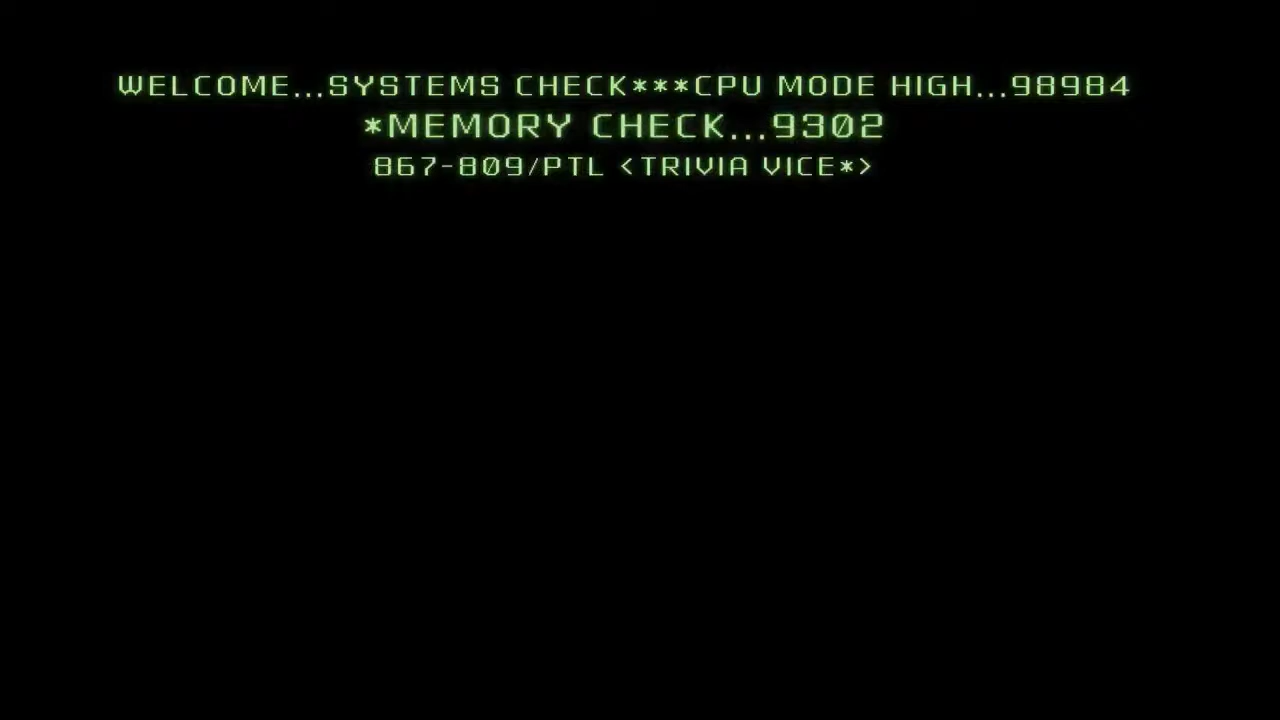 WELCOME...SYSTEMS CHECK***CPU MODE HIGH...98984
*MEMORY CHECK...9302
867-809/PTL <TRIVIA VICE*>